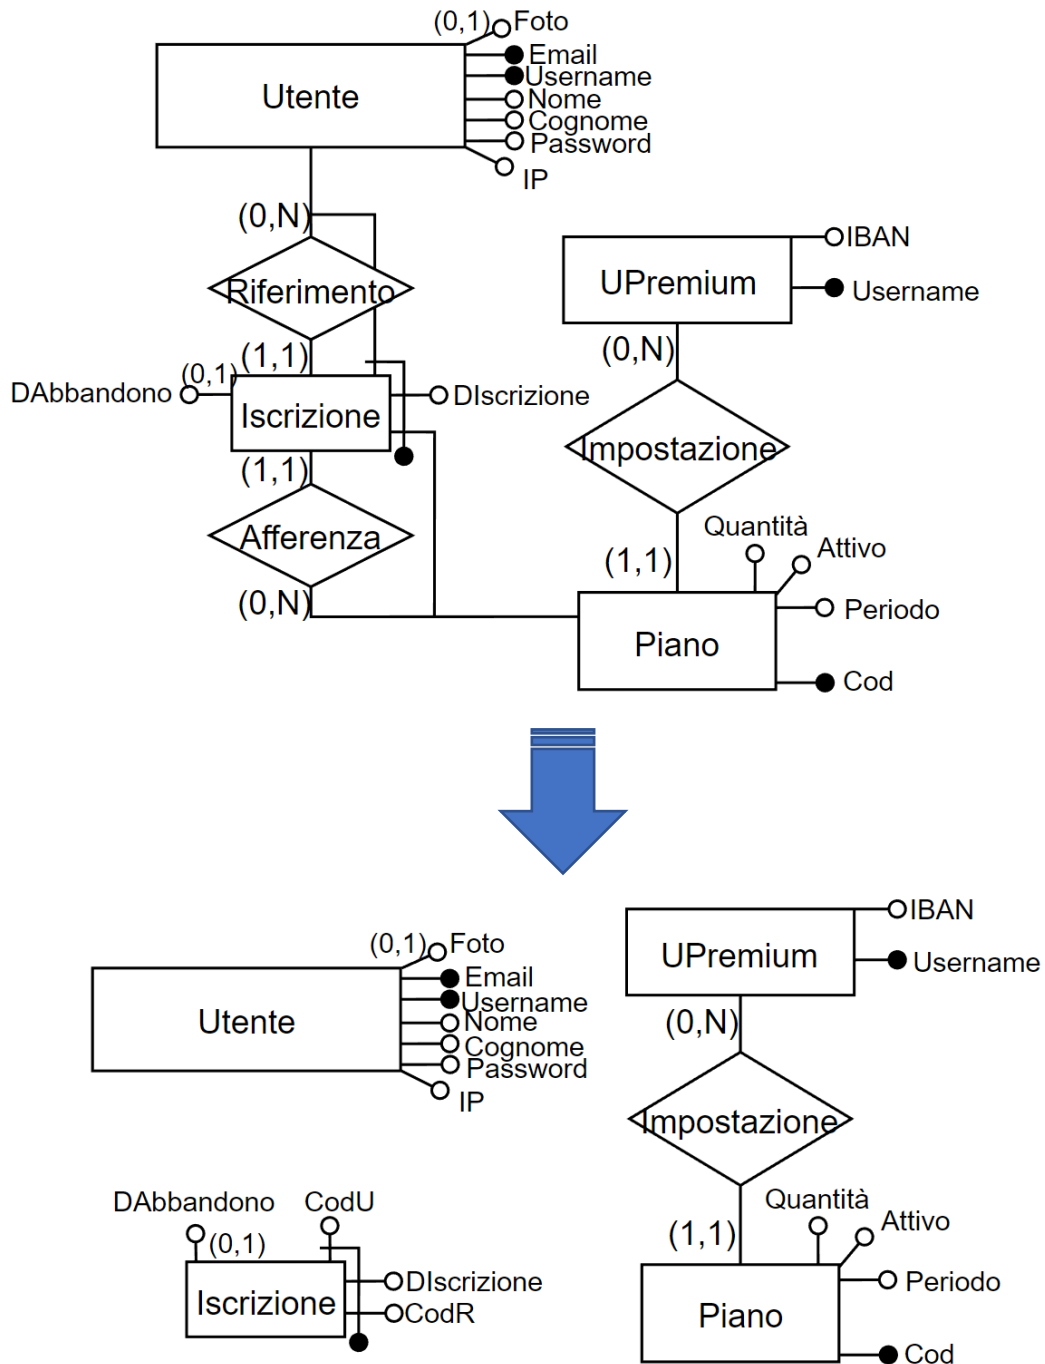 (0,1) Foto
Email
Username
Utente
Nome
Cognome
Password
IP
(0,N)
Riferimento
(1,1)
DAbbandono (0,1)
Iscrizione
DIscrizione
(1,1)
Afferenza
(0,N)
IBAN
UPremium
Username
(0,N)
Impostazione
Quantità
Attivo
(1,1)
Periodo
Piano
Cod
(0,1) Foto
Email
Username
Utente
Nome
Cognome
Password
IP
IBAN
UPremium
Username
(0,N)
Impostazione
DAbbandono
CodU
(0,1)
DIscrizione
Iscrizione
CodR
Quantità
Attivo
(1,1)
Periodo
Piano
Cod